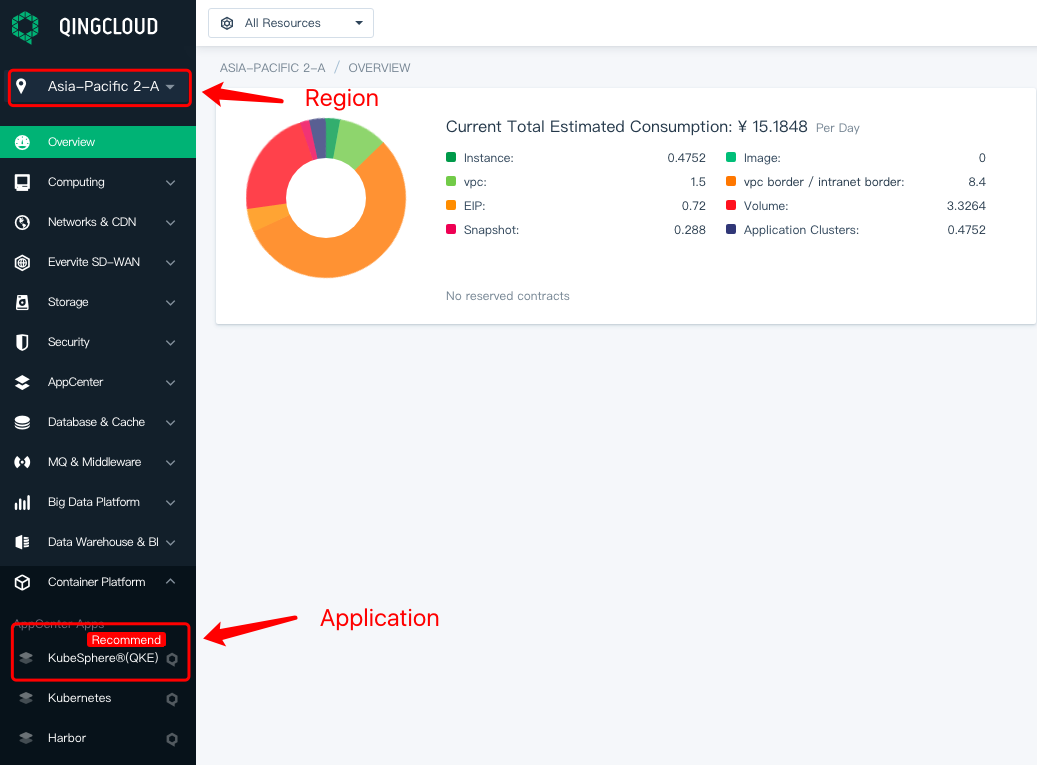 QINGCLOUD
All Resources
Asia-Pacific 2-A
ASIA-PACIFIC 2-A / OVERVIEW
Region
Overview
Computing
Networks & CDN
Evervite SD-WAN
Storage
Security
AppCenter
Database & Cache
MQ & Middleware
Big Data Platform
Data Warehouse & BI
Container Platform
AppCenter Apps
Recommend
KubeSphere®(QKE)
Kubernetes
Harbor
Current Total Estimated Consumption: ¥ 15.1848 Per Day
Instance: 0.4752 Image: 0
vpc: 1.5 vpc border / intranet border: 8.4
EIP: 0.72 Volume: 3.3264
Snapshot: 0.288 Application Clusters: 0.4752
No reserved contracts
Application